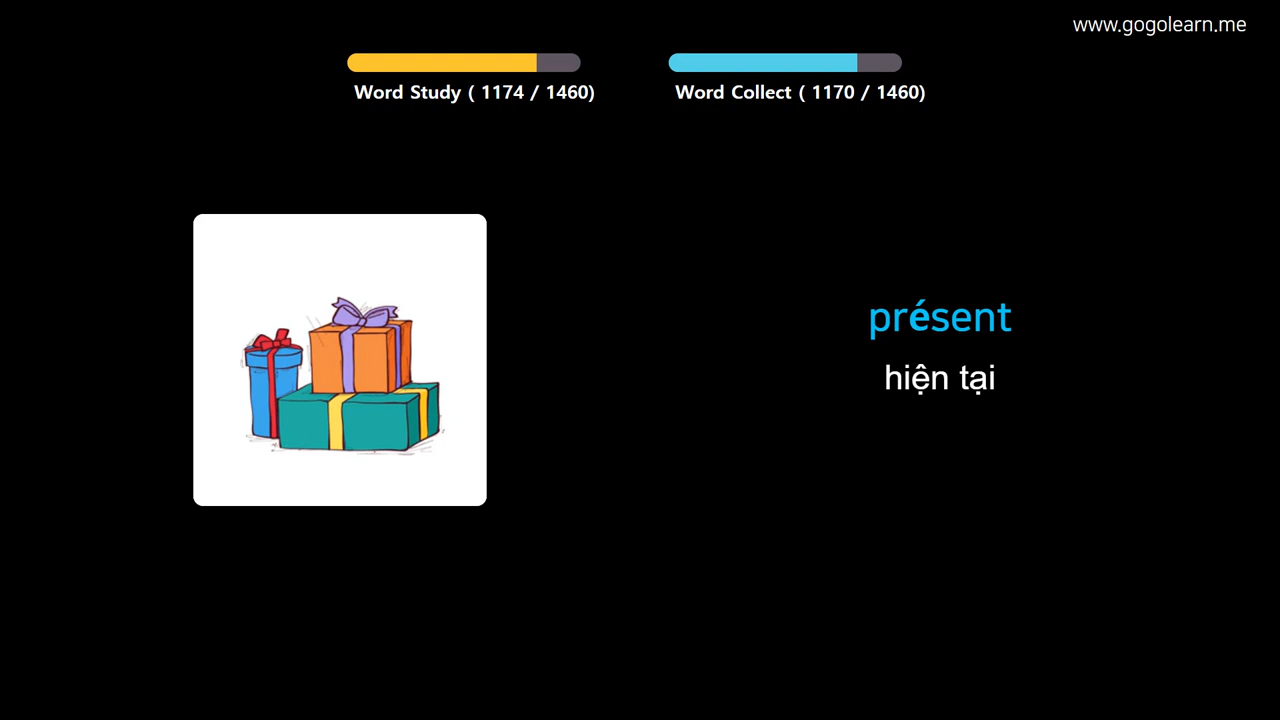 www.gogolearn.me
Word Study ( 1174 / 1460)
Word Collect ( 1170 / 1460)
présent
hiện tại